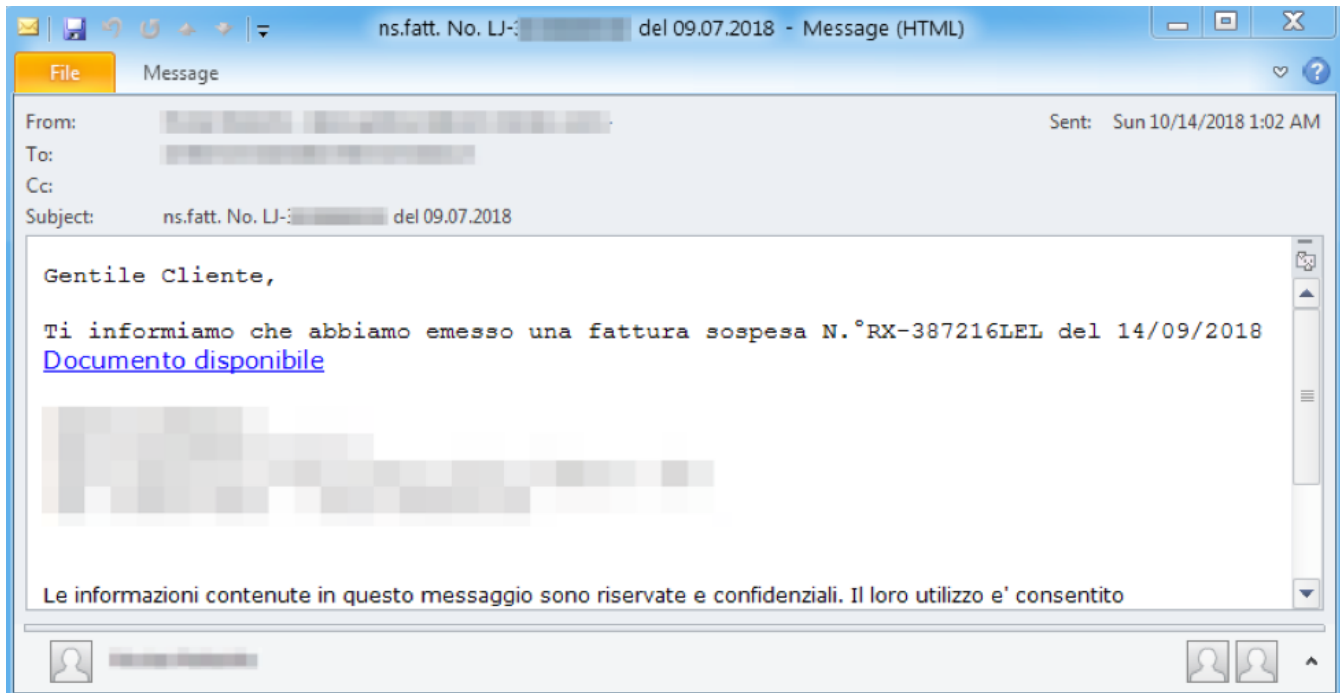 ns.fatt. No. LJ- del 09.07.2018 - Message (HTML)
File Message
From: Sent: Sun 10/14/2018 1:02 AM
To:
Cc:
Subject: ns.fatt. No. LJ- del 09.07.2018
Gentile Cliente,
Ti informiamo che abbiamo emesso una fattura sospesa N.°RX-387216LEL del 14/09/2018
Documento disponibile
Le informazioni contenute in questo messaggio sono riservate e confidenziali. Il loro utilizzo e' consentito